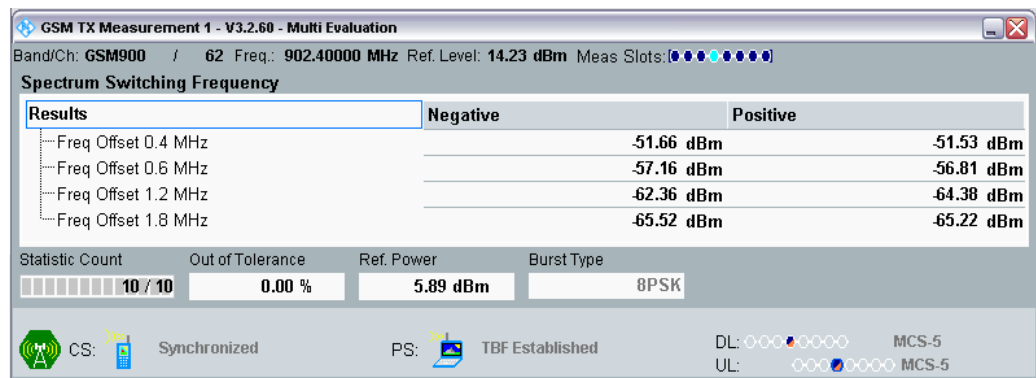 GSM TX Measurement 1 - V3.2.60 - Multi Evaluation
Band/Ch: GSM900 / 62 Freq.: 902.40000 MHz Ref. Level: 14.23 dBm Meas Slots:
Spectrum Switching Frequency
Results Negative Positive
Freq Offset 0.4 MHz -51.66 dBm -51.53 dBm
Freq Offset 0.6 MHz -57.16 dBm -56.81 dBm
Freq Offset 1.2 MHz -62.36 dBm -64.38 dBm
Freq Offset 1.8 MHz -65.52 dBm -65.22 dBm
Statistic Count Out of Tolerance Ref. Power Burst Type
10 / 10 0.00 % 5.89 dBm 8PSK
CS: Synchronized PS: TBF Established DL: MCS-5
UL: MCS-5